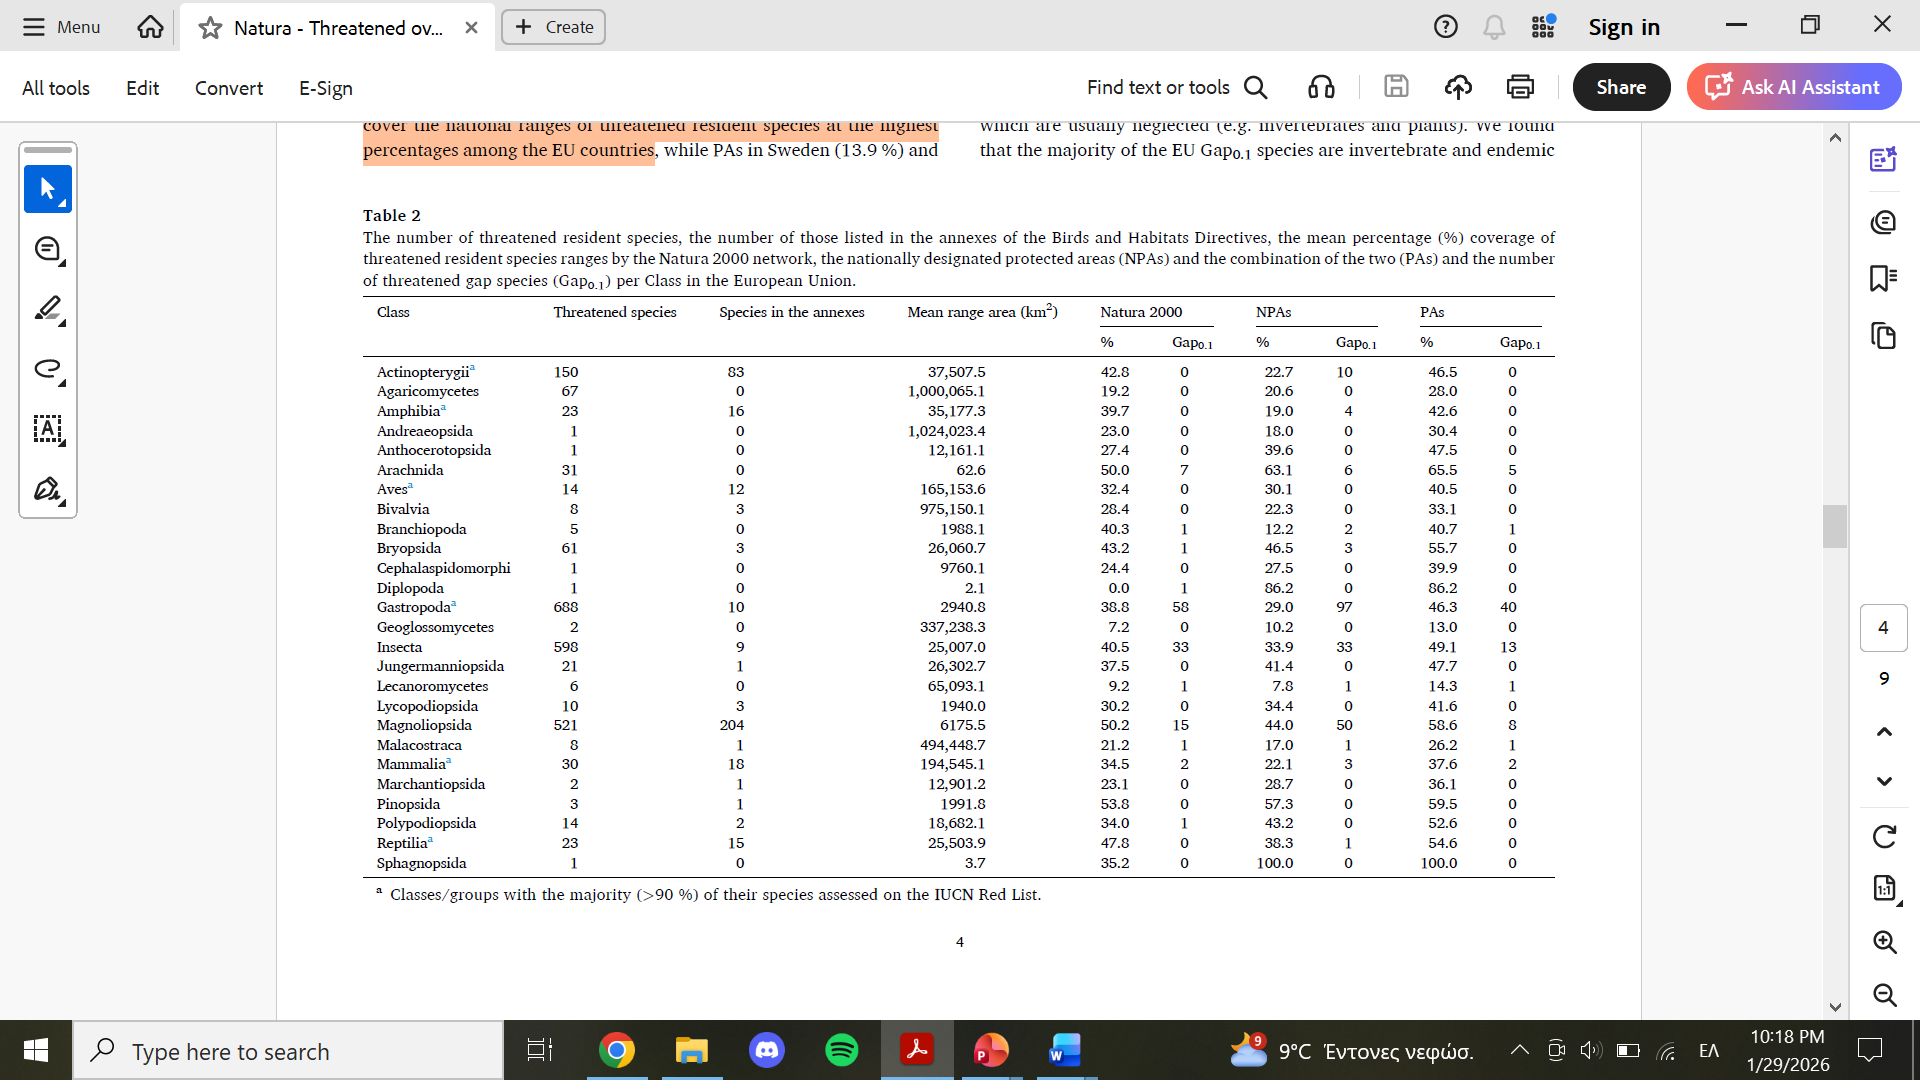 Menu
Natura - Threatened ov...
Create
Sign in
All tools
Edit
Convert
E-Sign
Find text or tools
Share
Ask AI Assistant
cover the national ranges of threatened resident species at the highest
percentages among the EU countries, while PAs in Sweden (13.9 %) and
which are usually neglected (e.g. invertebrates and plants). We found
that the majority of the EU Gap0.1 species are invertebrate and endemic
Table 2
The number of threatened resident species, the number of those listed in the annexes of the Birds and Habitats Directives, the mean percentage (%) coverage of
threatened resident species ranges by the Natura 2000 network, the nationally designated protected areas (NPAs) and the combination of the two (PAs) and the number
of threatened gap species (Gap0.1) per Class in the European Union.
Class Threatened species Species in the annexes Mean range area (km2) Natura 2000 NPAs PAs
% Gap0.1 % Gap0.1 % Gap0.1
Actinopterygiia 150 83 37,507.5 42.8 0 22.7 10 46.5 0
Agaricomycetes 67 0 1,000,065.1 19.2 0 20.6 0 28.0 0
Amphibiaa 23 16 35,177.3 39.7 0 19.0 4 42.6 0
Andreaeopsida 1 0 1,024,023.4 23.0 0 18.0 0 30.4 0
Anthocerotopsida 1 0 12,161.1 27.4 0 39.6 0 47.5 0
Arachnida 31 0 62.6 50.0 7 63.1 6 65.5 5
Avesa 14 12 165,153.6 32.4 0 30.1 0 40.5 0
Bivalvia 8 3 975,150.1 28.4 0 22.3 0 33.1 0
Branchiopoda 5 0 1988.1 40.3 1 12.2 2 40.7 1
Bryopsida 61 3 26,060.7 43.2 1 46.5 3 55.7 0
Cephalaspidomorphi 1 0 9760.1 24.4 0 27.5 0 39.9 0
Diplopoda 1 0 2.1 0.0 1 86.2 0 86.2 0
Gastropodaa 688 10 2940.8 38.8 58 29.0 97 46.3 40
Geoglossomycetes 2 0 337,238.3 7.2 0 10.2 0 13.0 0
Insecta 598 9 25,007.0 40.5 33 33.9 33 49.1 13
Jungermanniopsida 21 1 26,302.7 37.5 0 41.4 0 47.7 0
Lecanoromycetes 6 0 65,093.1 9.2 1 7.8 1 14.3 1
Lycopodiopsida 10 3 1940.0 30.2 0 34.4 0 41.6 0
Magnoliopsida 521 204 6175.5 50.2 15 44.0 50 58.6 8
Malacostraca 8 1 494,448.7 21.2 1 17.0 1 26.2 1
Mammaliaa 30 18 194,545.1 34.5 2 22.1 3 37.6 2
Marchantiopsida 2 1 12,901.2 23.1 0 28.7 0 36.1 0
Pinopsida 3 1 1991.8 53.8 0 57.3 0 59.5 0
Polypodiopsida 14 2 18,682.1 34.0 1 43.2 0 52.6 0
Reptiliaa 23 15 25,503.9 47.8 0 38.3 1 54.6 0
Sphagnopsida 1 0 3.7 35.2 0 100.0 0 100.0 0
a Classes/groups with the majority (>90 %) of their species assessed on the IUCN Red List.
4
4
9
1:1
Type here to search
9
9°C Έντονες νεφώσ.
ΕΛ
10:18 PM
1/29/2026